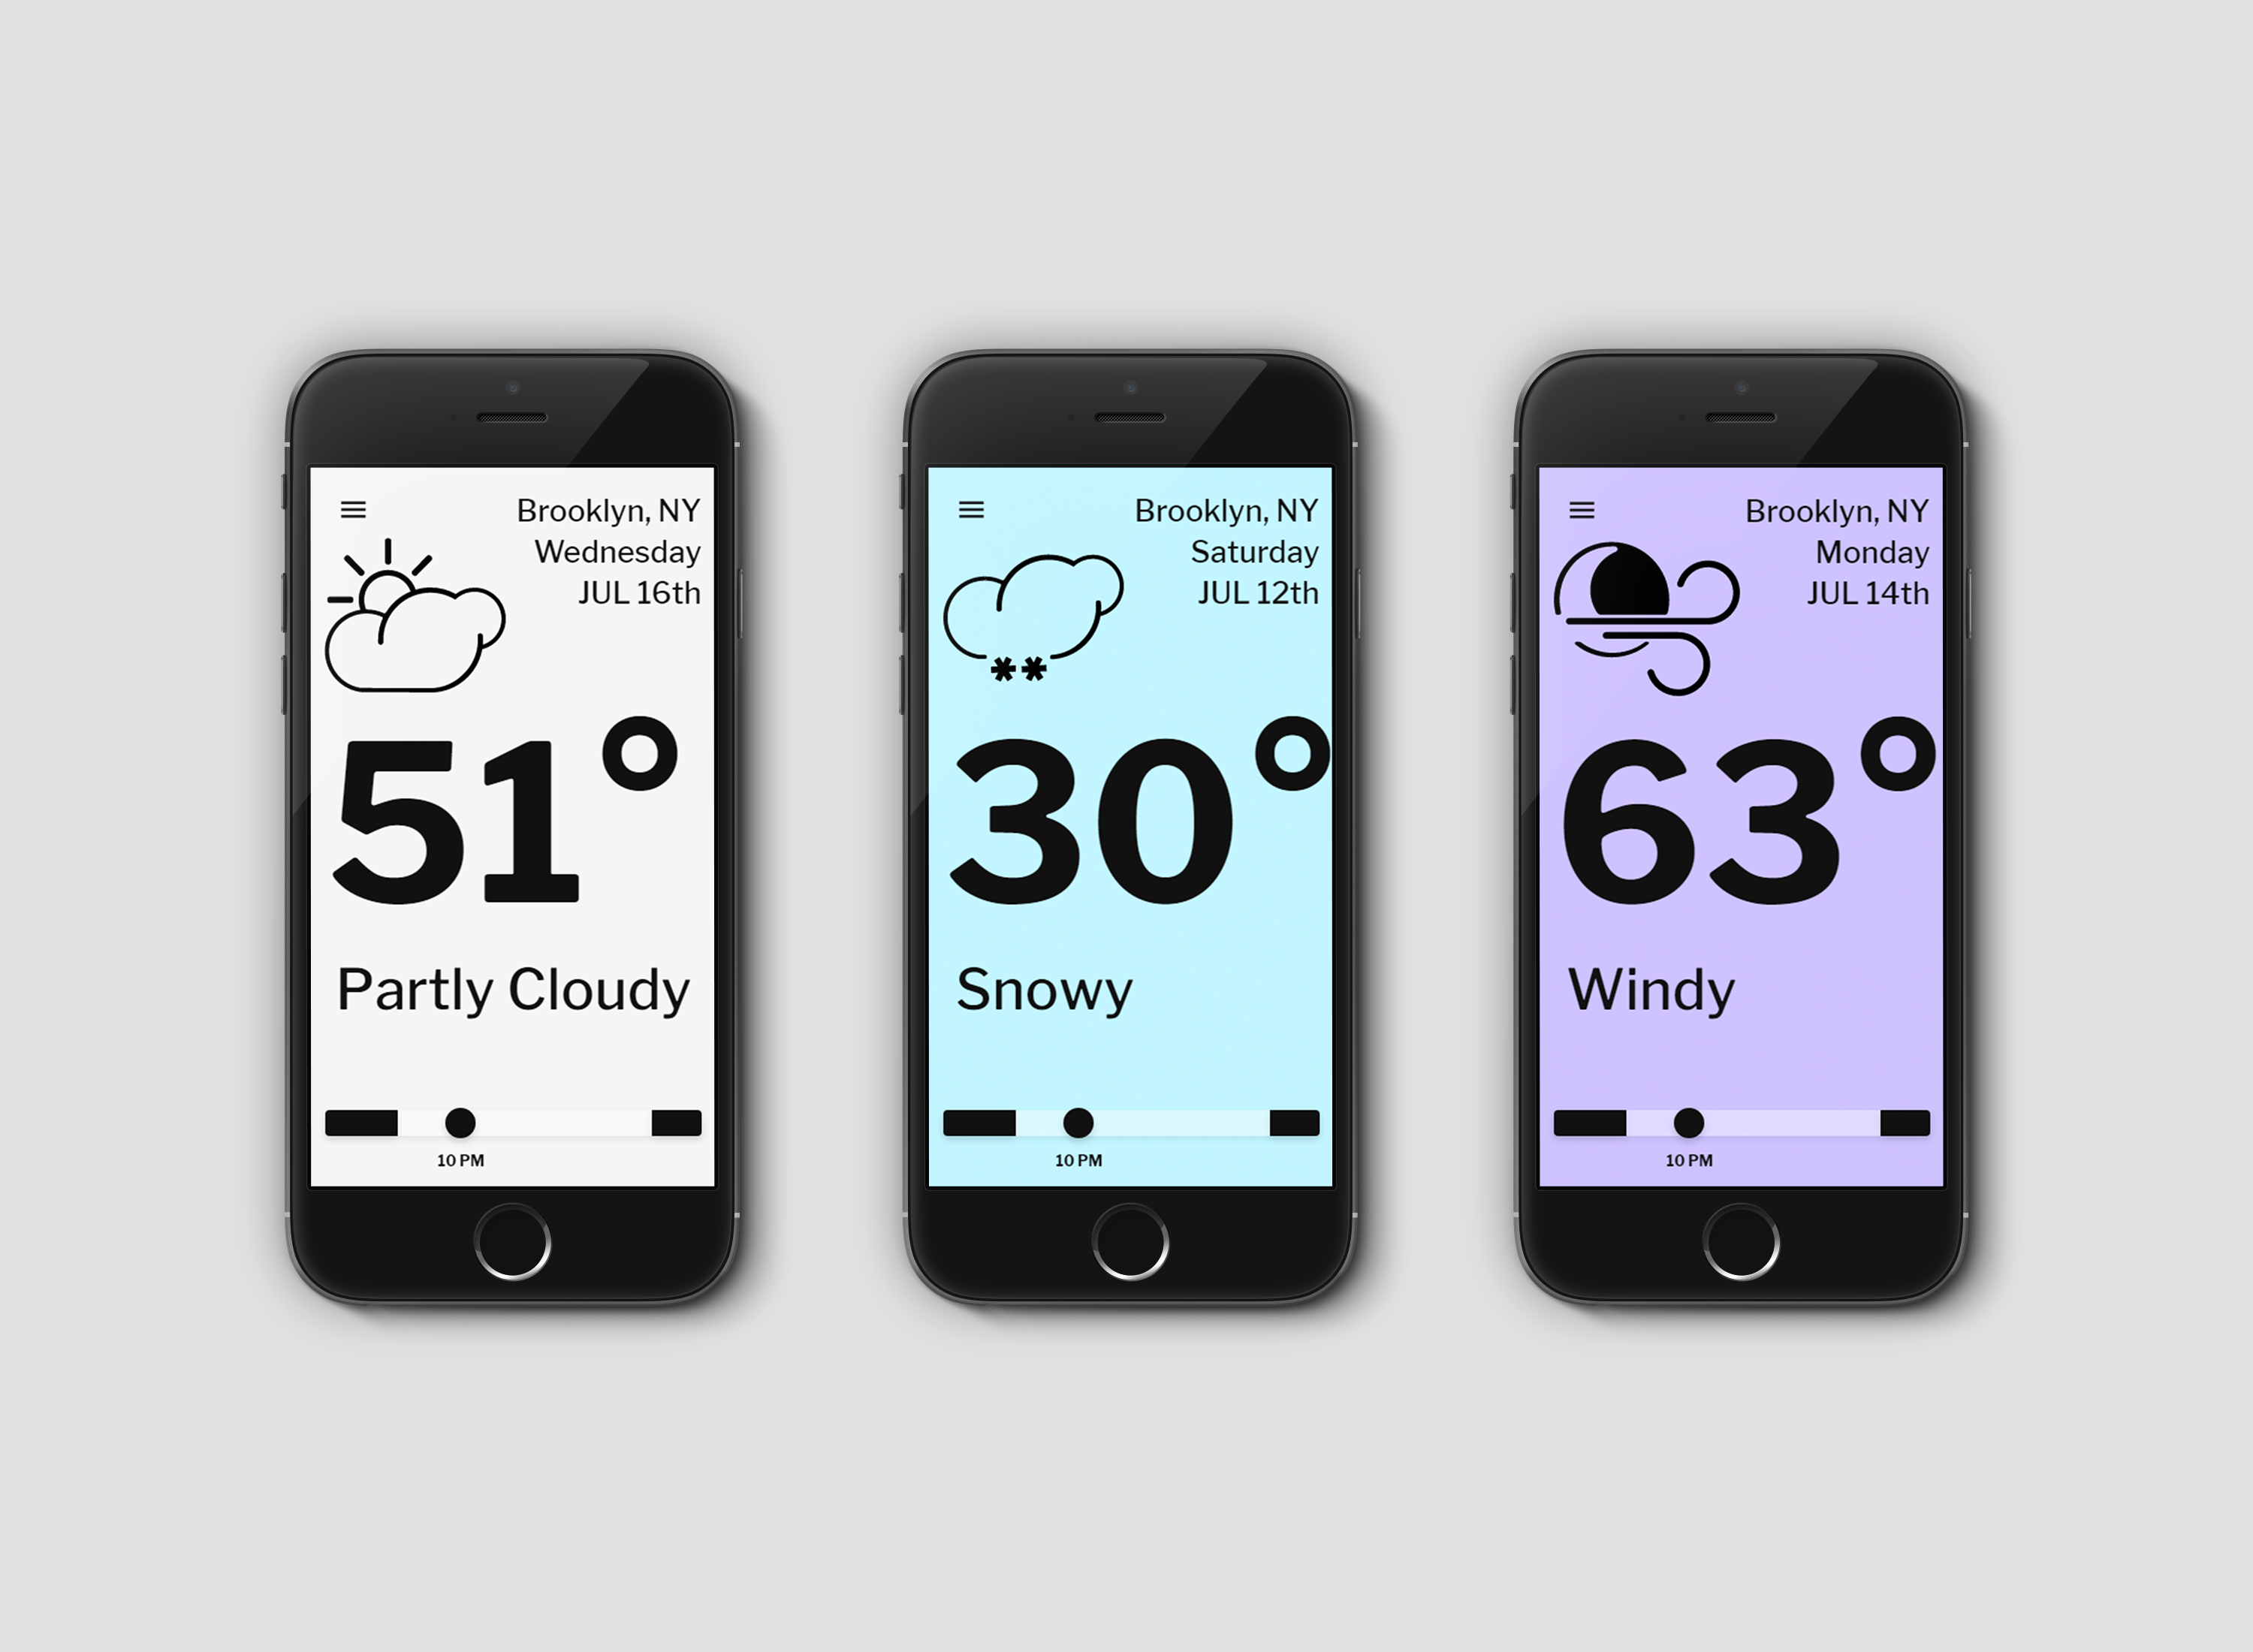 Brooklyn, NY
Wednesday
JUL 16th
51°
Partly Cloudy
10 PM
Brooklyn, NY
Saturday
JUL 12th
30°
Snowy
10 PM
Brooklyn, NY
Monday
JUL 14th
63°
Windy
10 PM